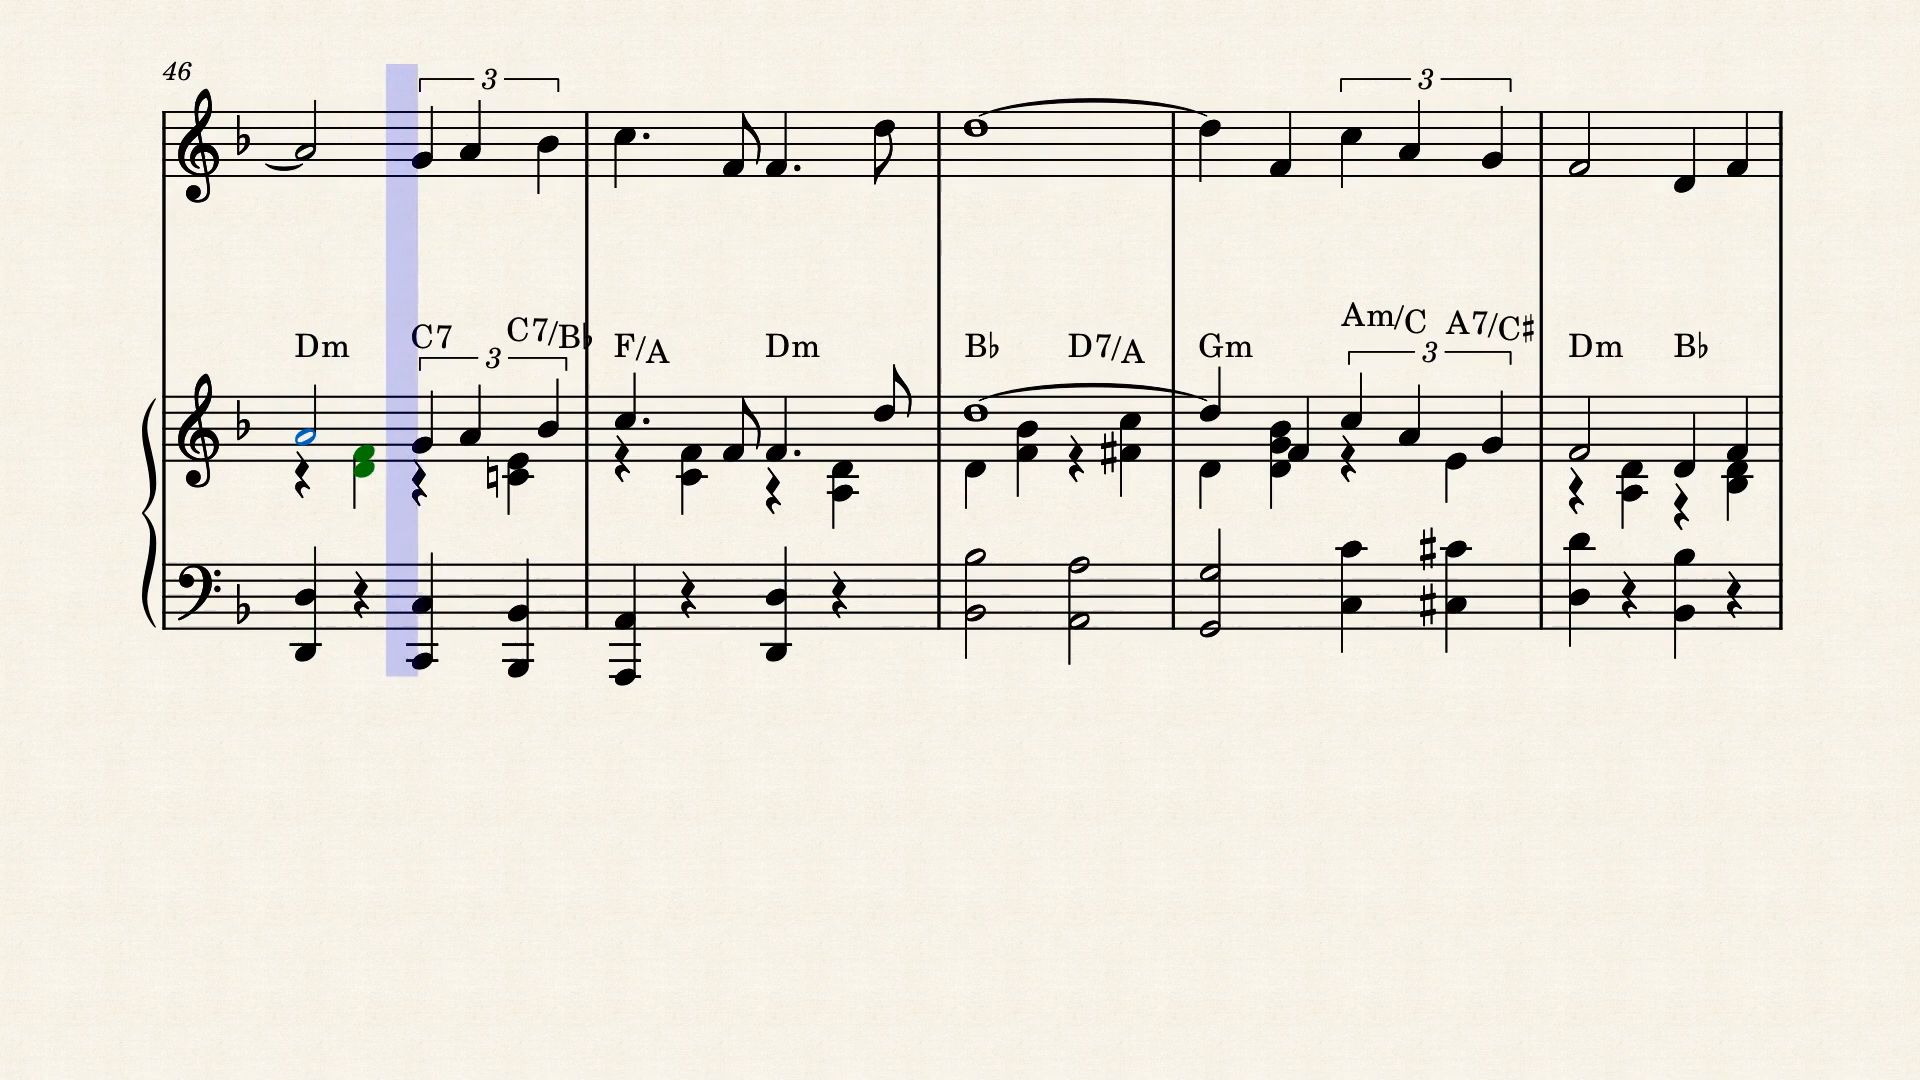 46
3 3
Dm C7 C7/B♭ F/A Dm B♭ D7/A Gm Am/C A7/C♯ Dm B♭
3 3